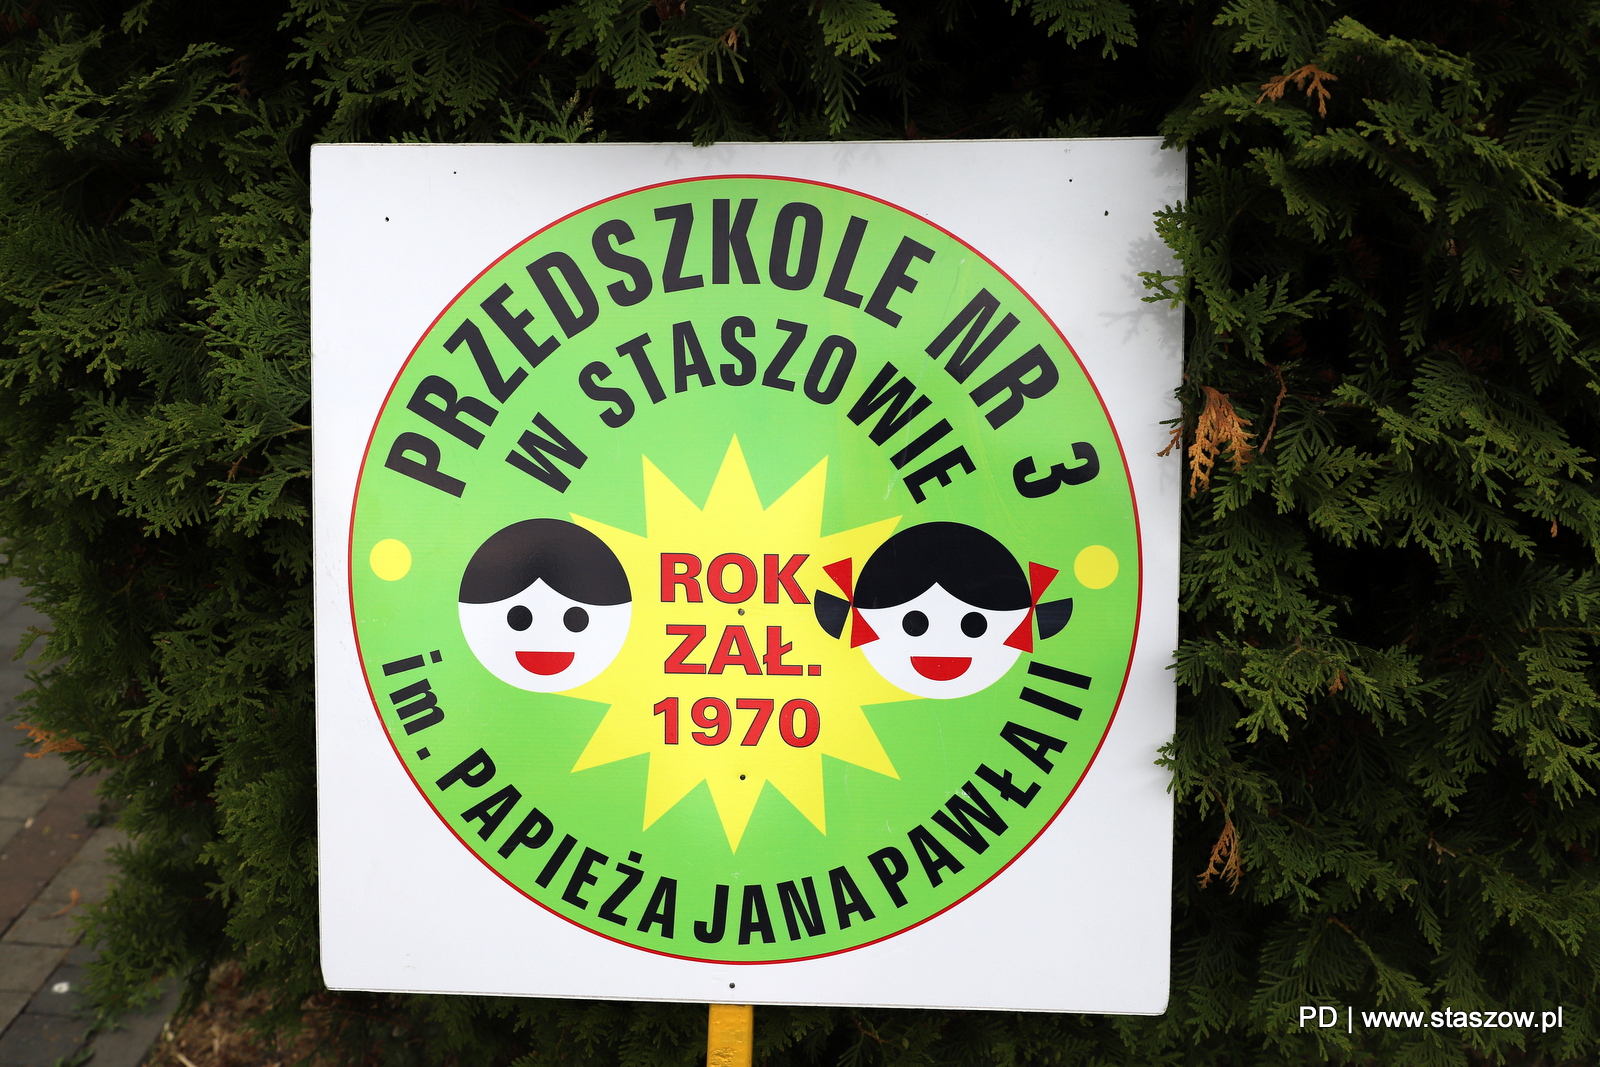 PRZEDSZKOLE NR 3
W STASZOWIE
ROK
ZAŁ.
1970
im. PAPIEŻA JANA PAWŁA II
PD | www.staszow.pl